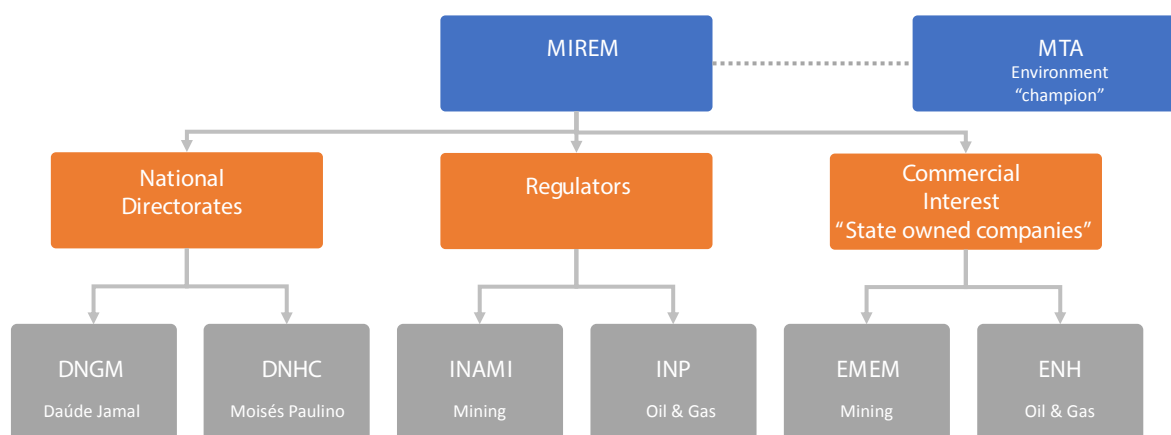 MIREM
MTA
Environment
“champion”
National
Directorates
Regulators
Commercial
Interest
“State owned companies”
DNGM
Daúde Jamal
DNHC
Moisés Paulino
INAMI
Mining
INP
Oil & Gas
EMEM
Mining
ENH
Oil & Gas